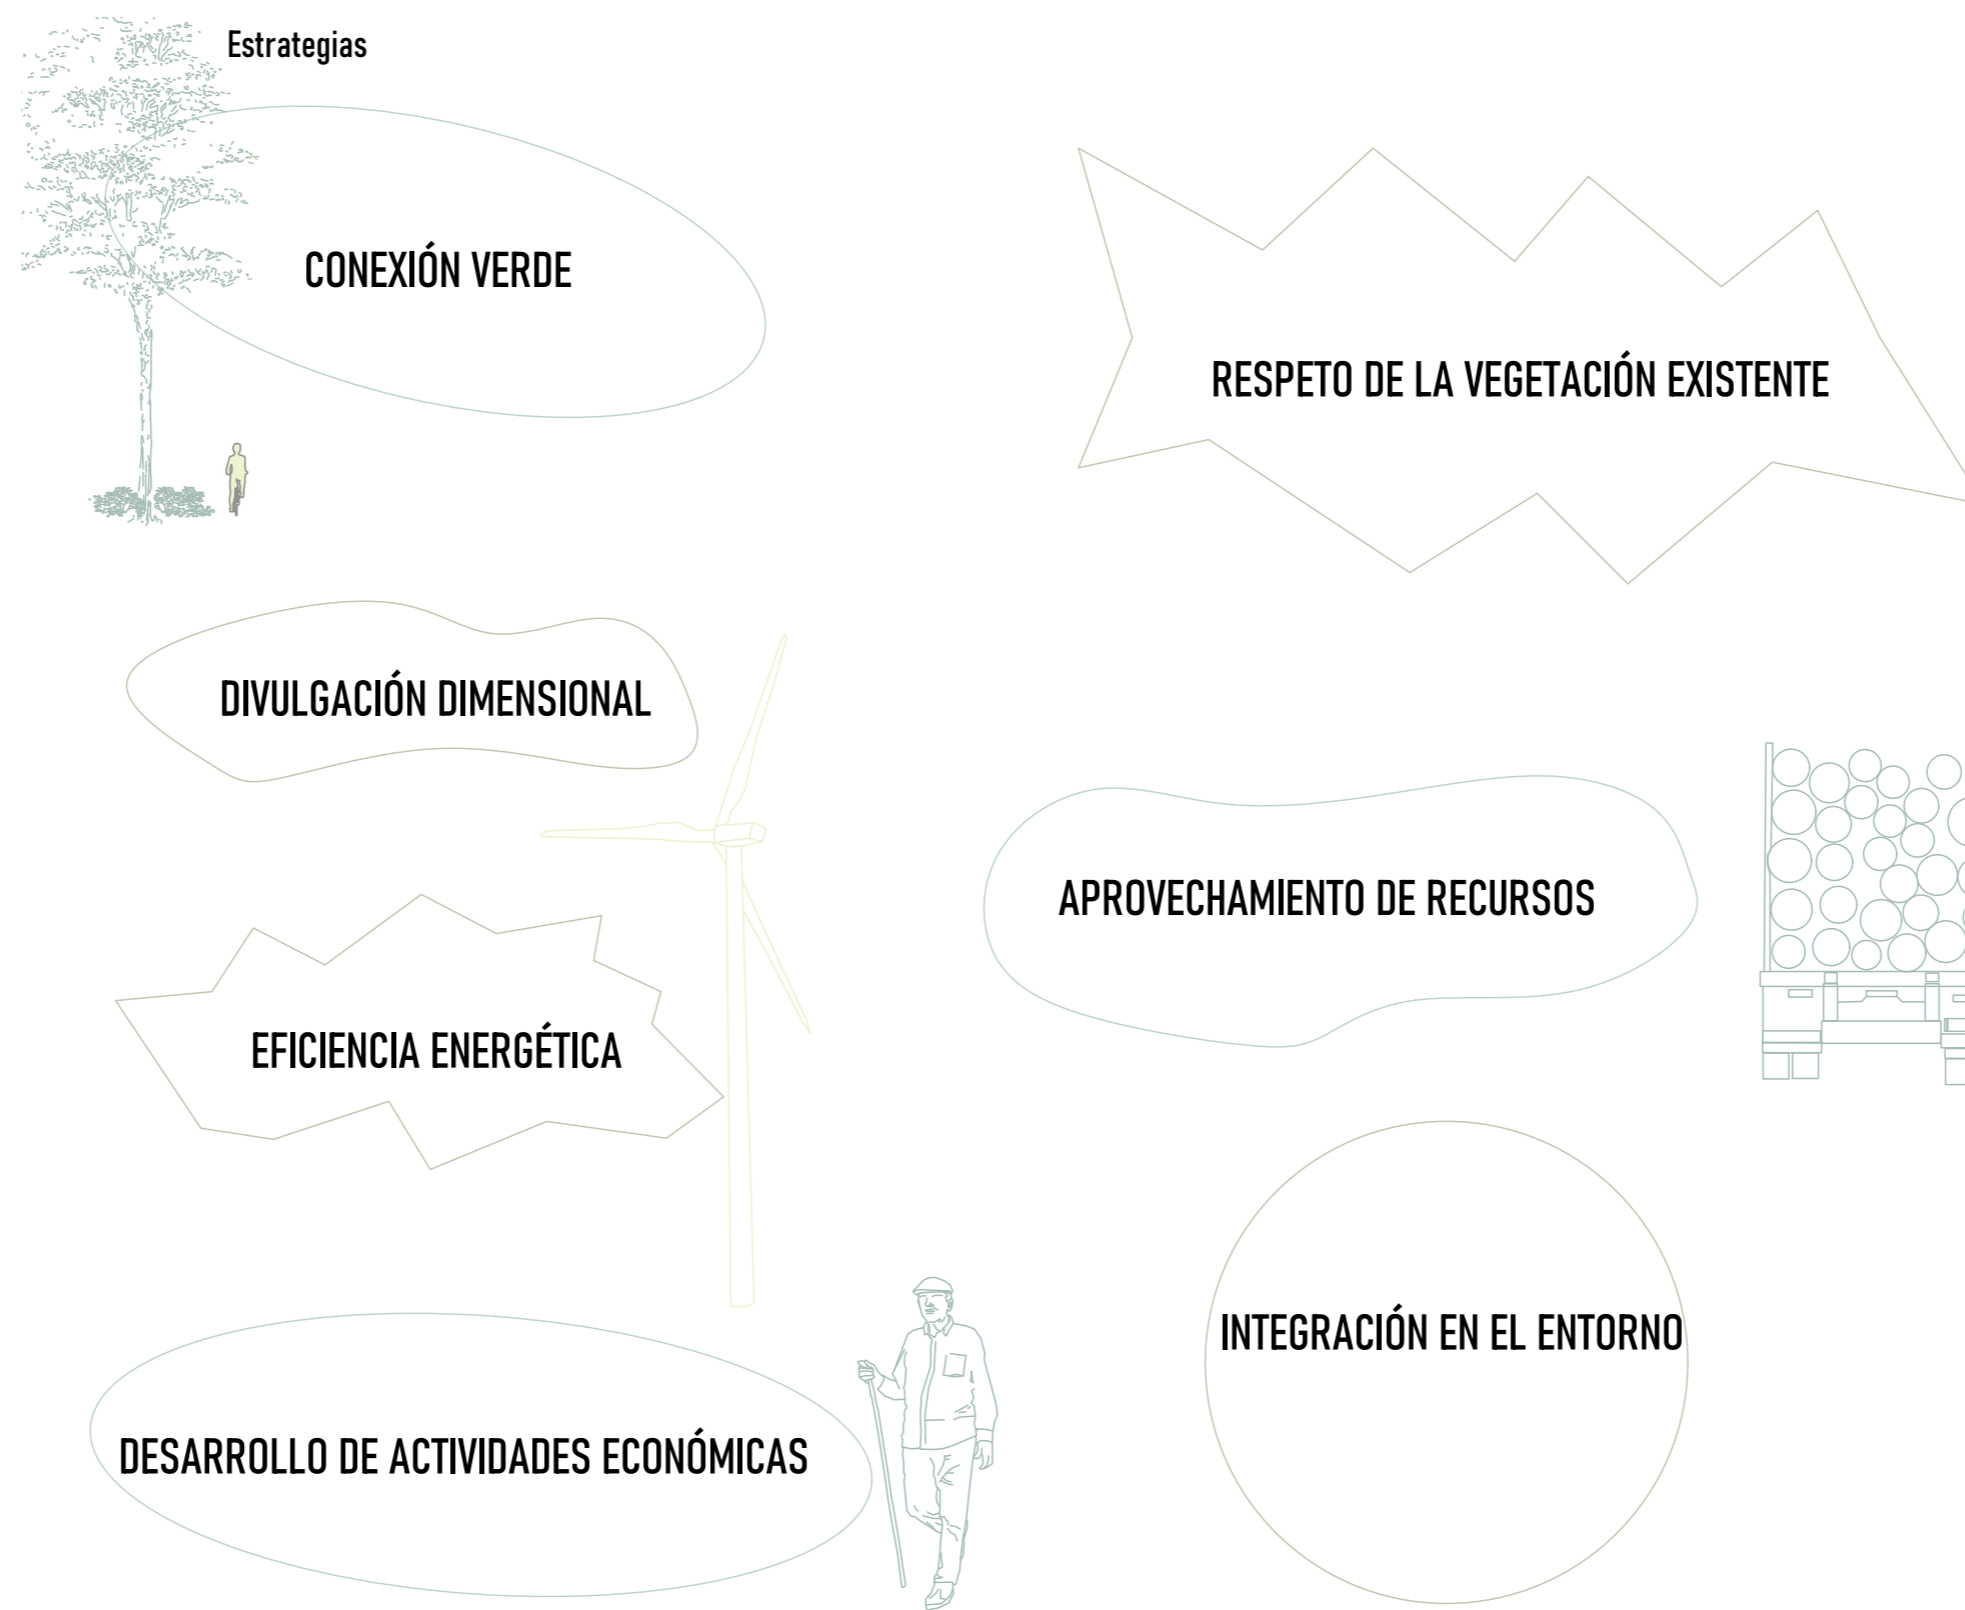 Estrategias
CONEXIÓN VERDE
RESPETO DE LA VEGETACIÓN EXISTENTE
DIVULGACIÓN DIMENSIONAL
APROVECHAMIENTO DE RECURSOS
EFICIENCIA ENERGÉTICA
INTEGRACIÓN EN EL ENTORNO
DESARROLLO DE ACTIVIDADES ECONÓMICAS